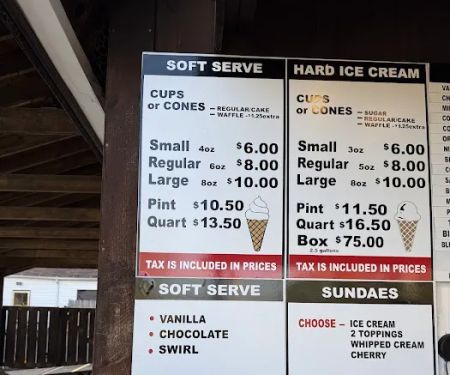 SOFT SERVE
CUPS
or CONES – REGULAR/CAKE
– WAFFLE -$1.25extra
Small 4oz $6.00
Regular 6oz $8.00
Large 8oz $10.00
Pint $10.50
Quart $13.50
TAX IS INCLUDED IN PRICES
HARD ICE CREAM
CUPS
or CONES – SUGAR
– REGULAR/CAKE
– WAFFLE -$1.25extra
Small 3oz $6.00
Regular 5oz $8.00
Large 8oz $10.00
Pint $11.50
Quart $16.50
Box $75.00
2.5 gallons
TAX IS INCLUDED IN PRICES
SOFT SERVE
• VANILLA
• CHOCOLATE
• SWIRL
SUNDAES
CHOOSE – ICE CREAM
2 TOPPINGS
WHIPPED CREAM
CHERRY